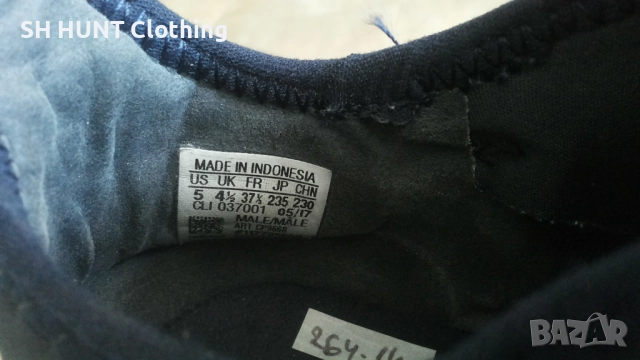 SH HUNT Clothing
MADE IN INDONESIA
US UK FR JP CHN
5 4½ 37⅓ 235 230
CLI 037001 05/17
MALE/MALE
264-
BAZAR